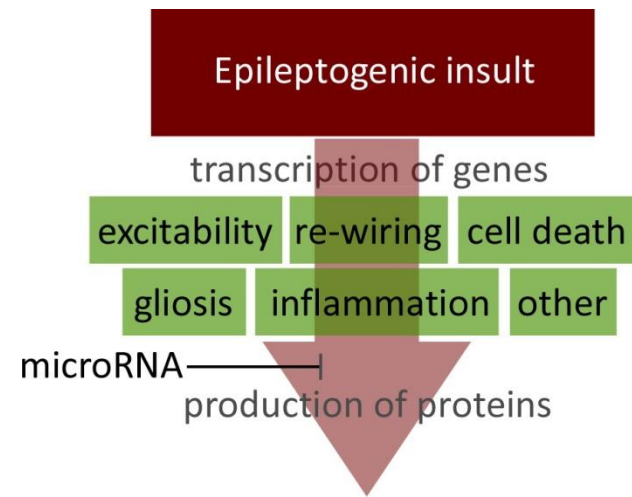 Epileptogenic insult
transcription of genes
excitability re-wiring cell death
gliosis inflammation other
microRNA
production of proteins